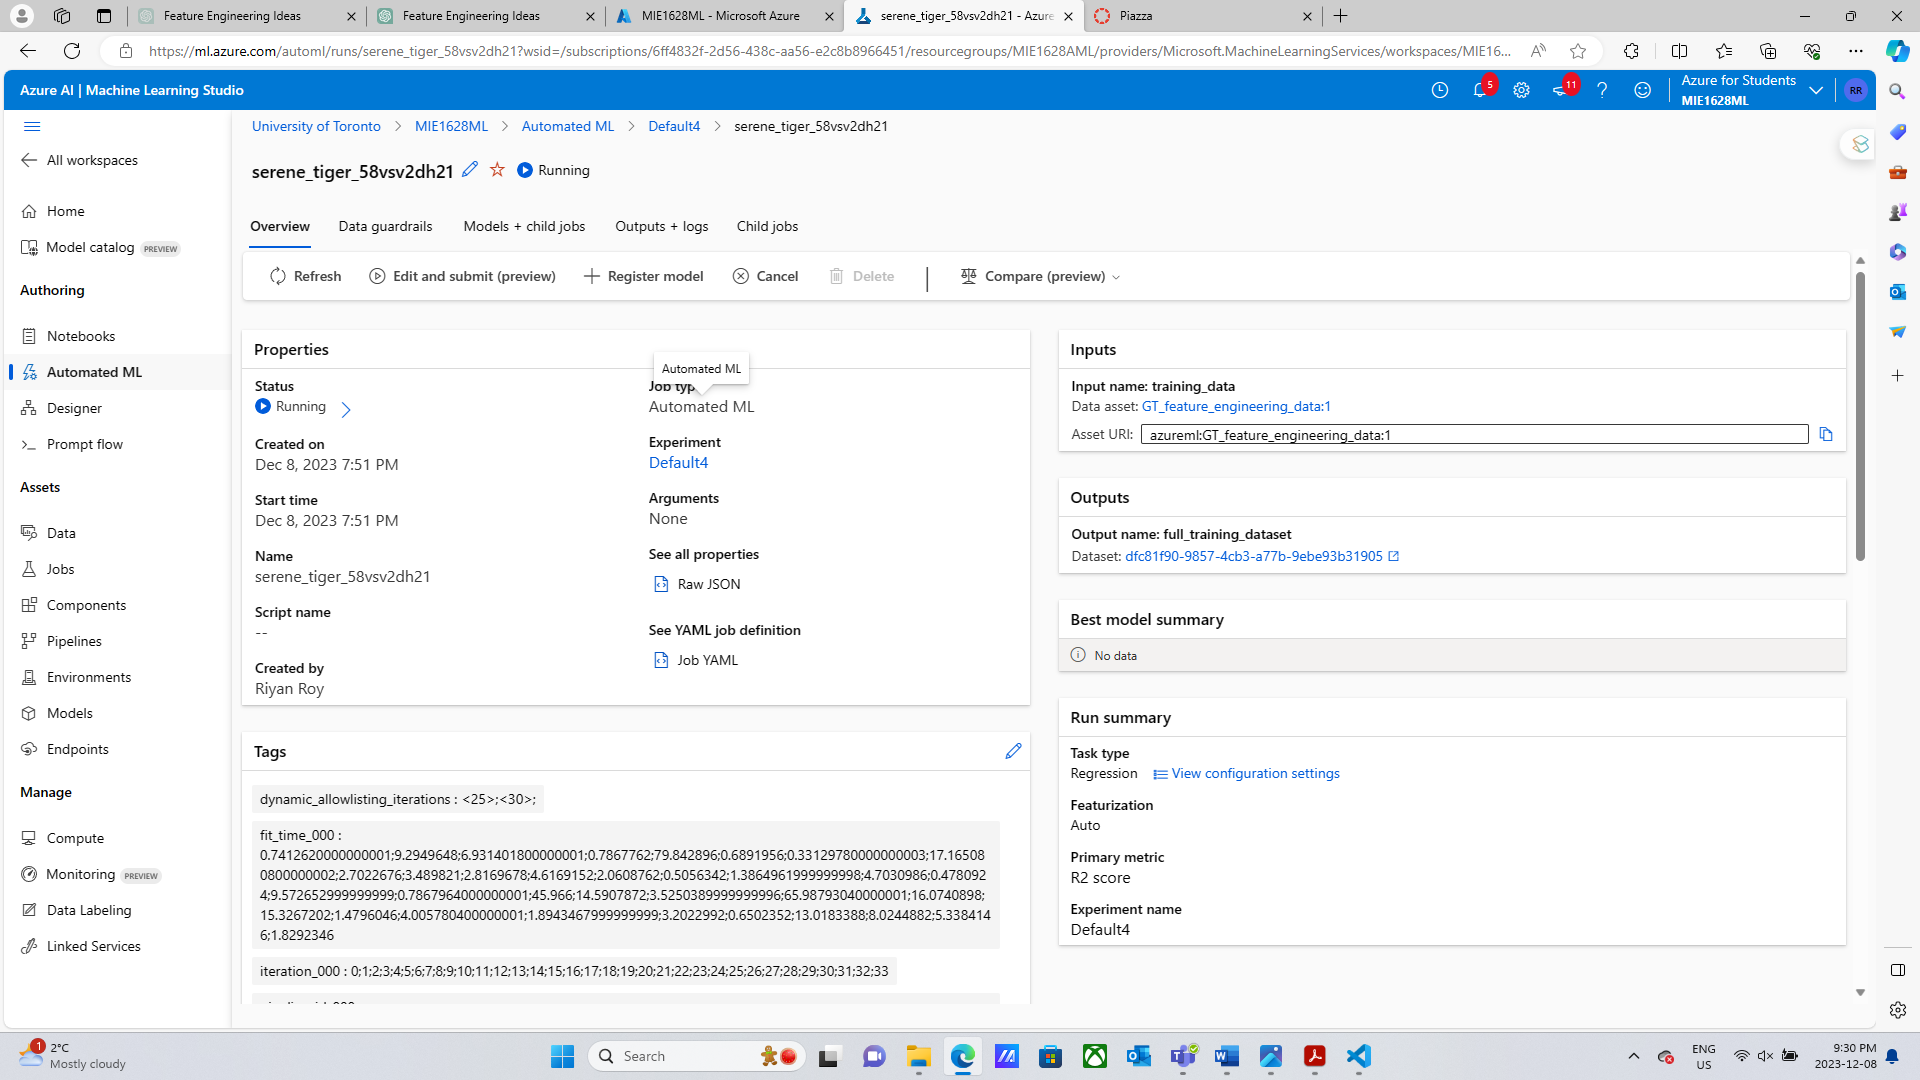 Feature Engineering Ideas
Feature Engineering Ideas
MIE1628ML - Microsoft Azure
serene_tiger_58vsv2dh21 - Azure
Piazza
https://ml.azure.com/automl/runs/serene_tiger_58vsv2dh21?wsid=/subscriptions/6ff4832f-2d56-438c-aa56-e2c8b8966451/resourcegroups/MIE1628AML/providers/Microsoft.MachineLearningServices/workspaces/MIE16...
Azure AI | Machine Learning Studio
5
11
Azure for Students
MIE1628ML
RR
All workspaces
Home
Model catalog PREVIEW
Authoring
Notebooks
Automated ML
Designer
Prompt flow
Assets
Data
Jobs
Components
Pipelines
Environments
Models
Endpoints
Manage
Compute
Monitoring PREVIEW
Data Labeling
Linked Services
University of Toronto > MIE1628ML > Automated ML > Default4 > serene_tiger_58vsv2dh21
serene_tiger_58vsv2dh21 Running
Overview Data guardrails Models + child jobs Outputs + logs Child jobs
Refresh Edit and submit (preview) Register model Cancel Delete Compare (preview)
Properties
Status
Running
Created on
Dec 8, 2023 7:51 PM
Start time
Dec 8, 2023 7:51 PM
Name
serene_tiger_58vsv2dh21
Script name
--
Created by
Riyan Roy
Automated ML
Job typ
Automated ML
Experiment
Default4
Arguments
None
See all properties
Raw JSON
See YAML job definition
Job YAML
Tags
dynamic_allowlisting_iterations : <25>;<30>;
fit_time_000 :
0.7412620000000001;9.2949648;6.931401800000001;0.7867762;79.842896;0.6891956;0.33129780000000003;17.16508
0800000002;2.7022676;3.489821;2.8169678;4.6169152;2.0608762;0.5056342;1.3864961999999998;4.7030986;0.478092
4;9.572652999999999;0.7867964000000001;45.966;14.5907872;3.5250389999999996;65.98793040000001;16.0740898;
15.3267202;1.4796046;4.005780400000001;1.8943467999999999;3.2022992;0.6502352;13.0183388;8.0244882;5.338414
6;1.8292346
iteration_000 : 0;1;2;3;4;5;6;7;8;9;10;11;12;13;14;15;16;17;18;19;20;21;22;23;24;25;26;27;28;29;30;31;32;33
Inputs
Input name: training_data
Data asset: GT_feature_engineering_data:1
Asset URI: azureml:GT_feature_engineering_data:1
Outputs
Output name: full_training_dataset
Dataset: dfc81f90-9857-4cb3-a77b-9ebe93b31905
Best model summary
No data
Run summary
Task type
Regression View configuration settings
Featurization
Auto
Primary metric
R2 score
Experiment name
Default4
1
2°C
Mostly cloudy
Search
ENG
US
9:30 PM
2023-12-08